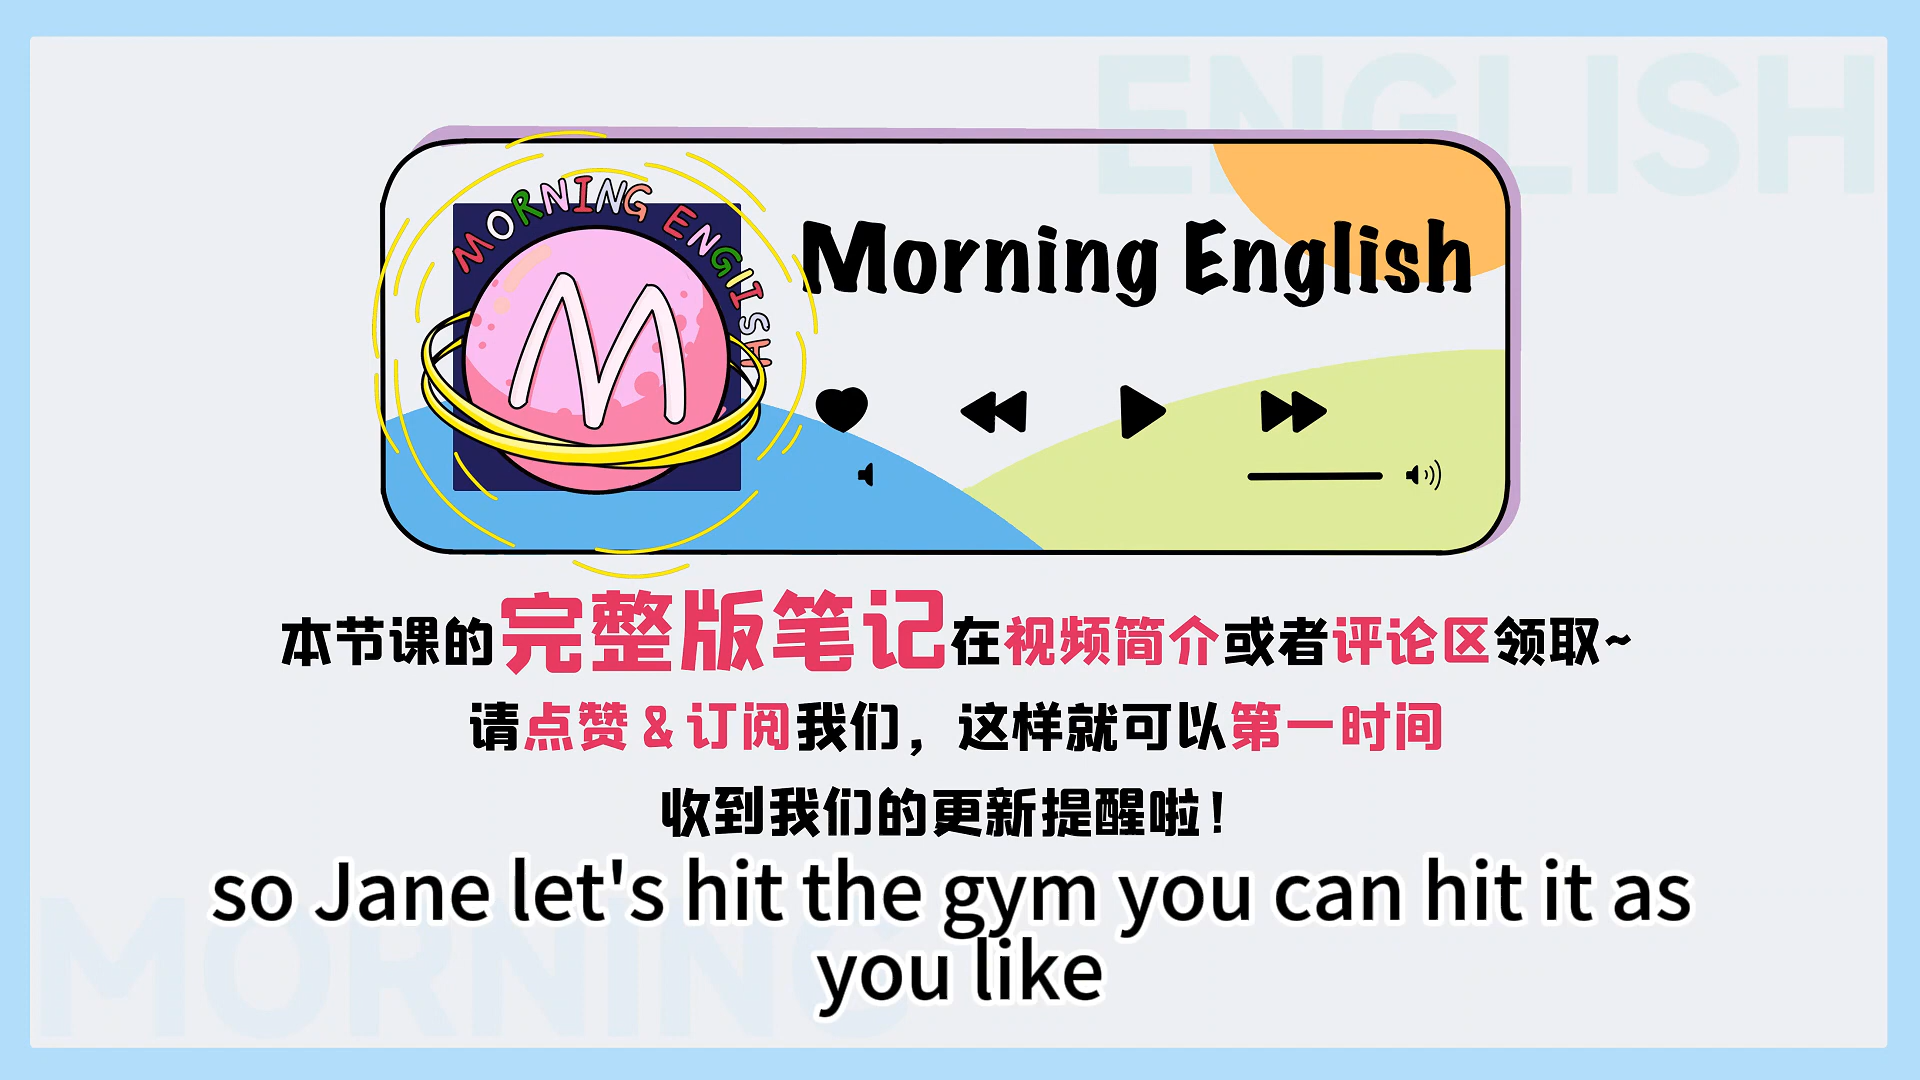 ENGLISH
MORNING ENGLISH
M
Morning English
本节课的完整版笔记在视频简介或者评论区领取~
请点赞&订阅我们，这样就可以第一时间
收到我们的更新提醒啦！
so Jane let's hit the gym you can hit it as
you like
MORNING